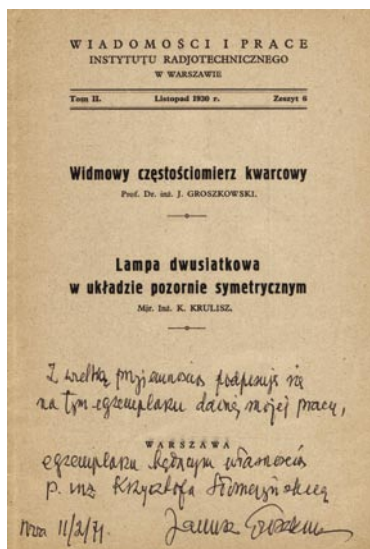 WIADOMOŚCI I PRACE
INSTYTUTU RADJOTECHNICZNEGO
W WARSZAWIE
Tom II. Listopad 1930 r. Zeszyt 6
Widmowy częstościomierz kwarcowy
Prof. Dr. inż. J. GROSZKOWSKI.
Lampa dwusiatkowa
w układzie pozornie symetrycznym
Mjr. Inż. K. KRULISZ.
Z wielką przyjemnością podpisuję się
na tym egzemplarzu dawnej mojej pracy,
WARSZAWA
egzemplarzu będącym własnością
p. inż Krzysztofa
11/2/71. Janusz Groszkowski